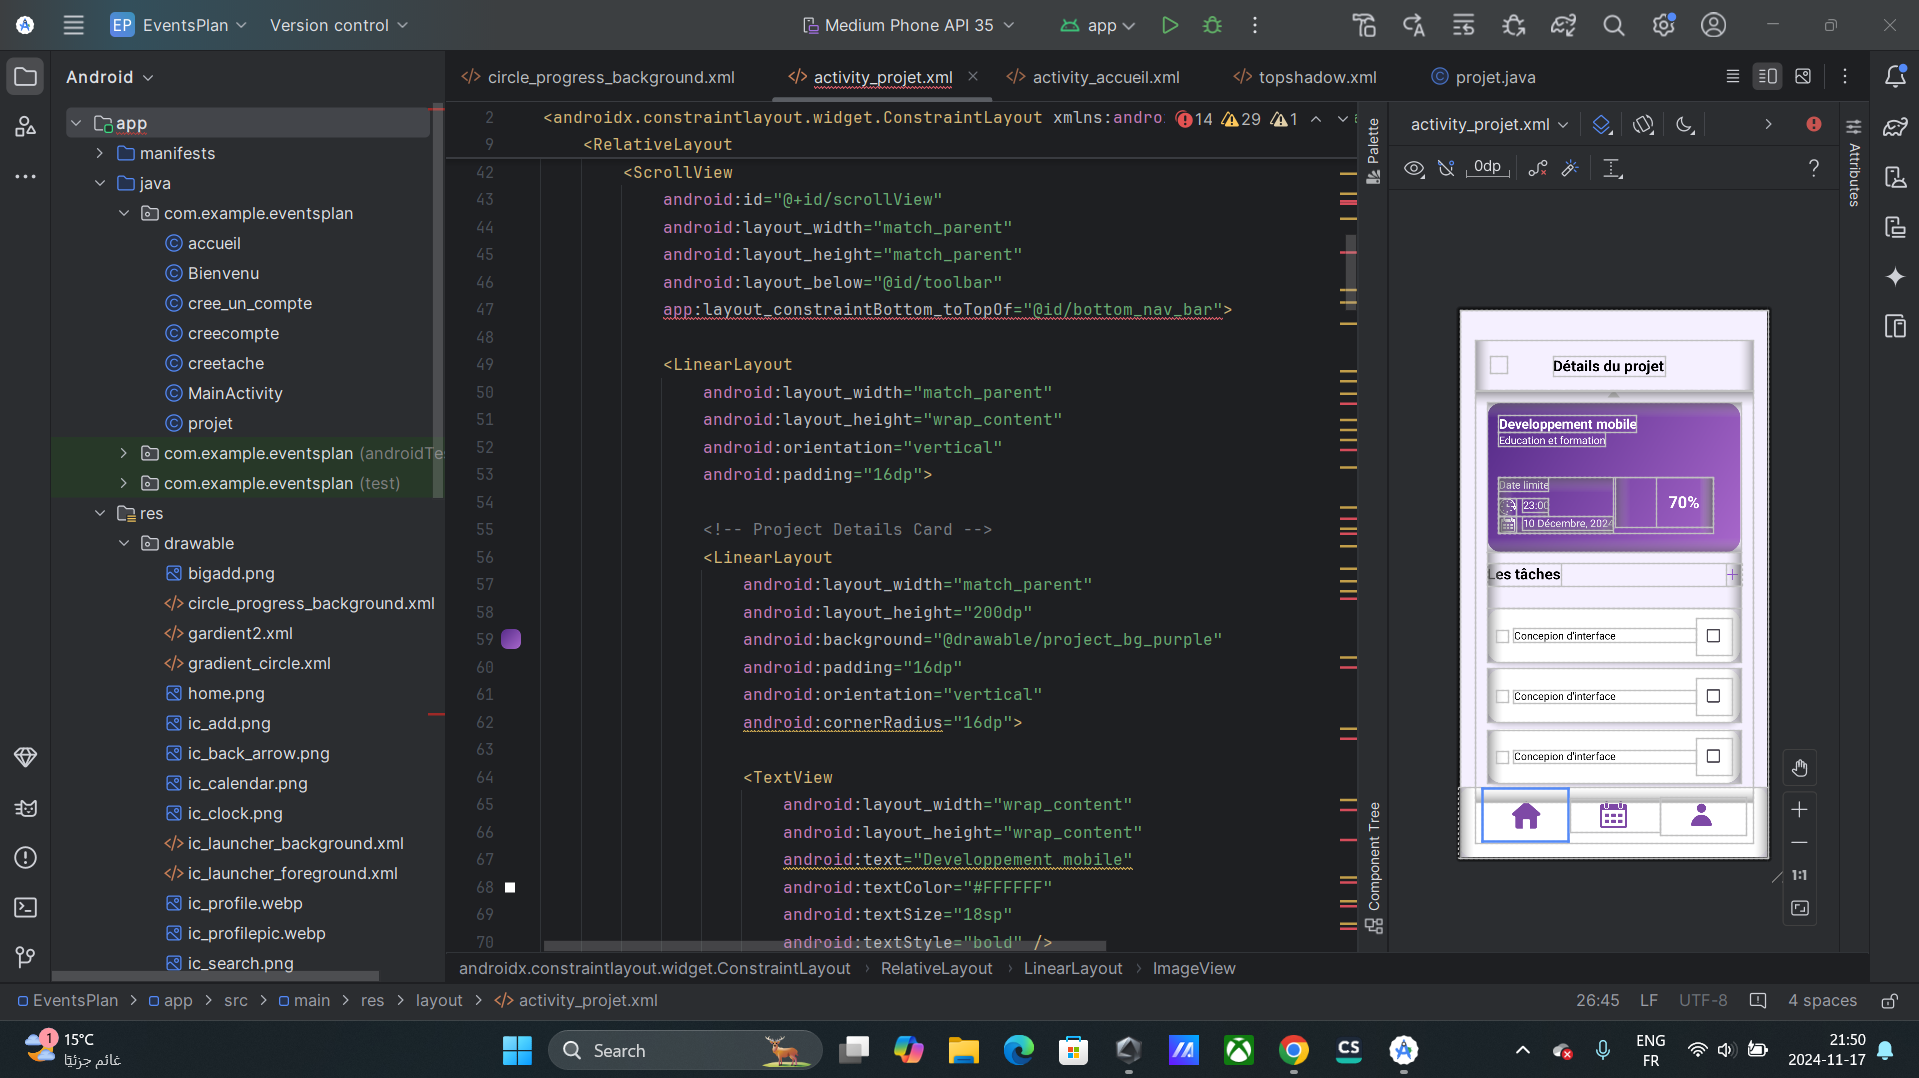 EP EventsPlan Version control Medium Phone API 35 app
Android
circle_progress_background.xml activity_projet.xml activity_accueil.xml topshadow.xml projet.java
app
manifests
java
com.example.eventsplan
accueil
Bienvenu
cree_un_compte
creecompte
creetache
MainActivity
projet
com.example.eventsplan (androidTe
com.example.eventsplan (test)
res
drawable
bigadd.png
circle_progress_background.xml
gardient2.xml
gradient_circle.xml
home.png
ic_add.png
ic_back_arrow.png
ic_calendar.png
ic_clock.png
ic_launcher_background.xml
ic_launcher_foreground.xml
ic_profile.webp
ic_profilepic.webp
ic_search.png
2 <androidx.constraintlayout.widget.ConstraintLayout xmlns:andro 14 29 1
9 <RelativeLayout
42 <ScrollView
43 android:id="@+id/scrollView"
44 android:layout_width="match_parent"
45 android:layout_height="match_parent"
46 android:layout_below="@id/toolbar"
47 app:layout_constraintBottom_toTopOf="@id/bottom_nav_bar">
48
49 <LinearLayout
50 android:layout_width="match_parent"
51 android:layout_height="wrap_content"
52 android:orientation="vertical"
53 android:padding="16dp">
54
55 <!-- Project Details Card -->
56 <LinearLayout
57 android:layout_width="match_parent"
58 android:layout_height="200dp"
59 android:background="@drawable/project_bg_purple"
60 android:padding="16dp"
61 android:orientation="vertical"
62 android:cornerRadius="16dp">
63
64 <TextView
65 android:layout_width="wrap_content"
66 android:layout_height="wrap_content"
67 android:text="Developpement mobile"
68 android:textColor="#FFFFFF"
69 android:textSize="18sp"
70 android:textStyle="bold" />
androidx.constraintlayout.widget.ConstraintLayout › RelativeLayout › LinearLayout › ImageView
Palette
Component Tree
activity_projet.xml
0dp
?
Attributes
Détails du projet
Developpement mobile
Education et formation
Date limite
23:00
10 Décembre, 2024
70%
Les tâches
+
Concepion d'interface
Concepion d'interface
Concepion d'interface
1:1
EventsPlan > app > src > main > res > layout > activity_projet.xml
26:45 LF UTF-8 4 spaces
1
15°C
غائم جزئيًا
Search
CS
ENG
FR
21:50
2024-11-17